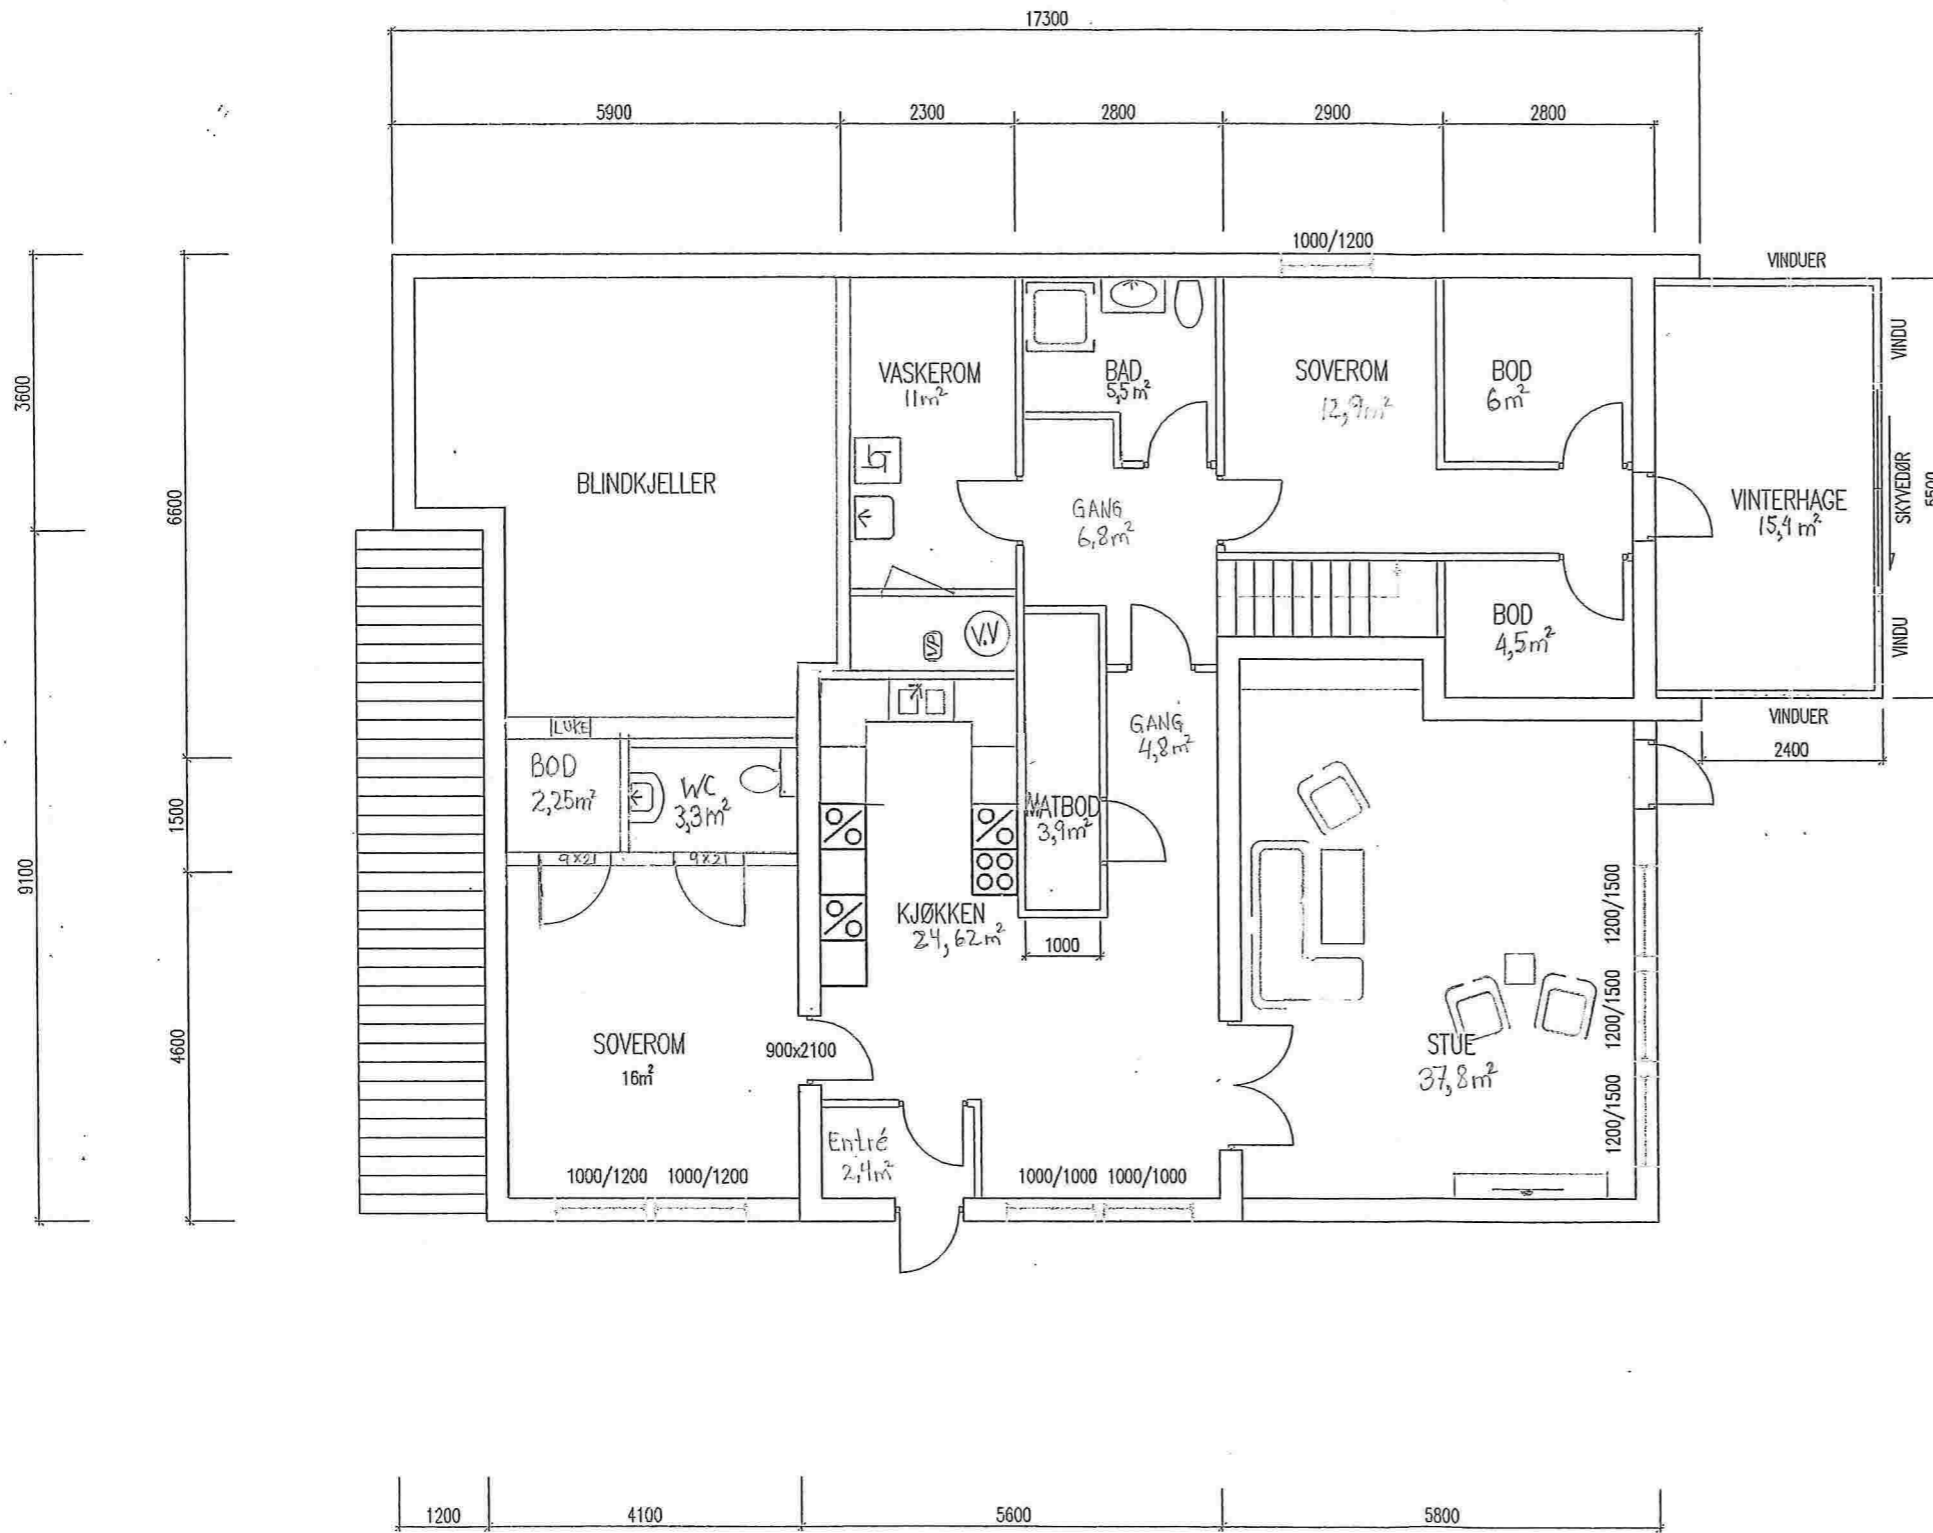 17300
5900
2300
2800
2900
2800
1000/1200
VINDUER
3600
6600
VINDU
VASKEROM
11m²
BAD
5,5m²
SOVEROM
12,9m²
BOD
6m²
BLINDKJELLER
GANG
6,8m²
VINTERHAGE
15,4m²
SKYVEDØR
5500
BOD
4,5m²
V.V
VINDU
LUKE
GANG
4,8m²
VINDUER
2400
BOD
2,25m²
WC
3,3m²
1500
MATBOD
3,9m²
9x21
9x21
9100
1200/1500
KJØKKEN
24,62m²
1000
1200/1500
4600
SOVEROM
16m²
900x2100
STUE
37,8m²
1200/1500
Entré
2,4m²
1000/1200
1000/1200
1000/1000
1000/1000
1200
4100
5600
5800